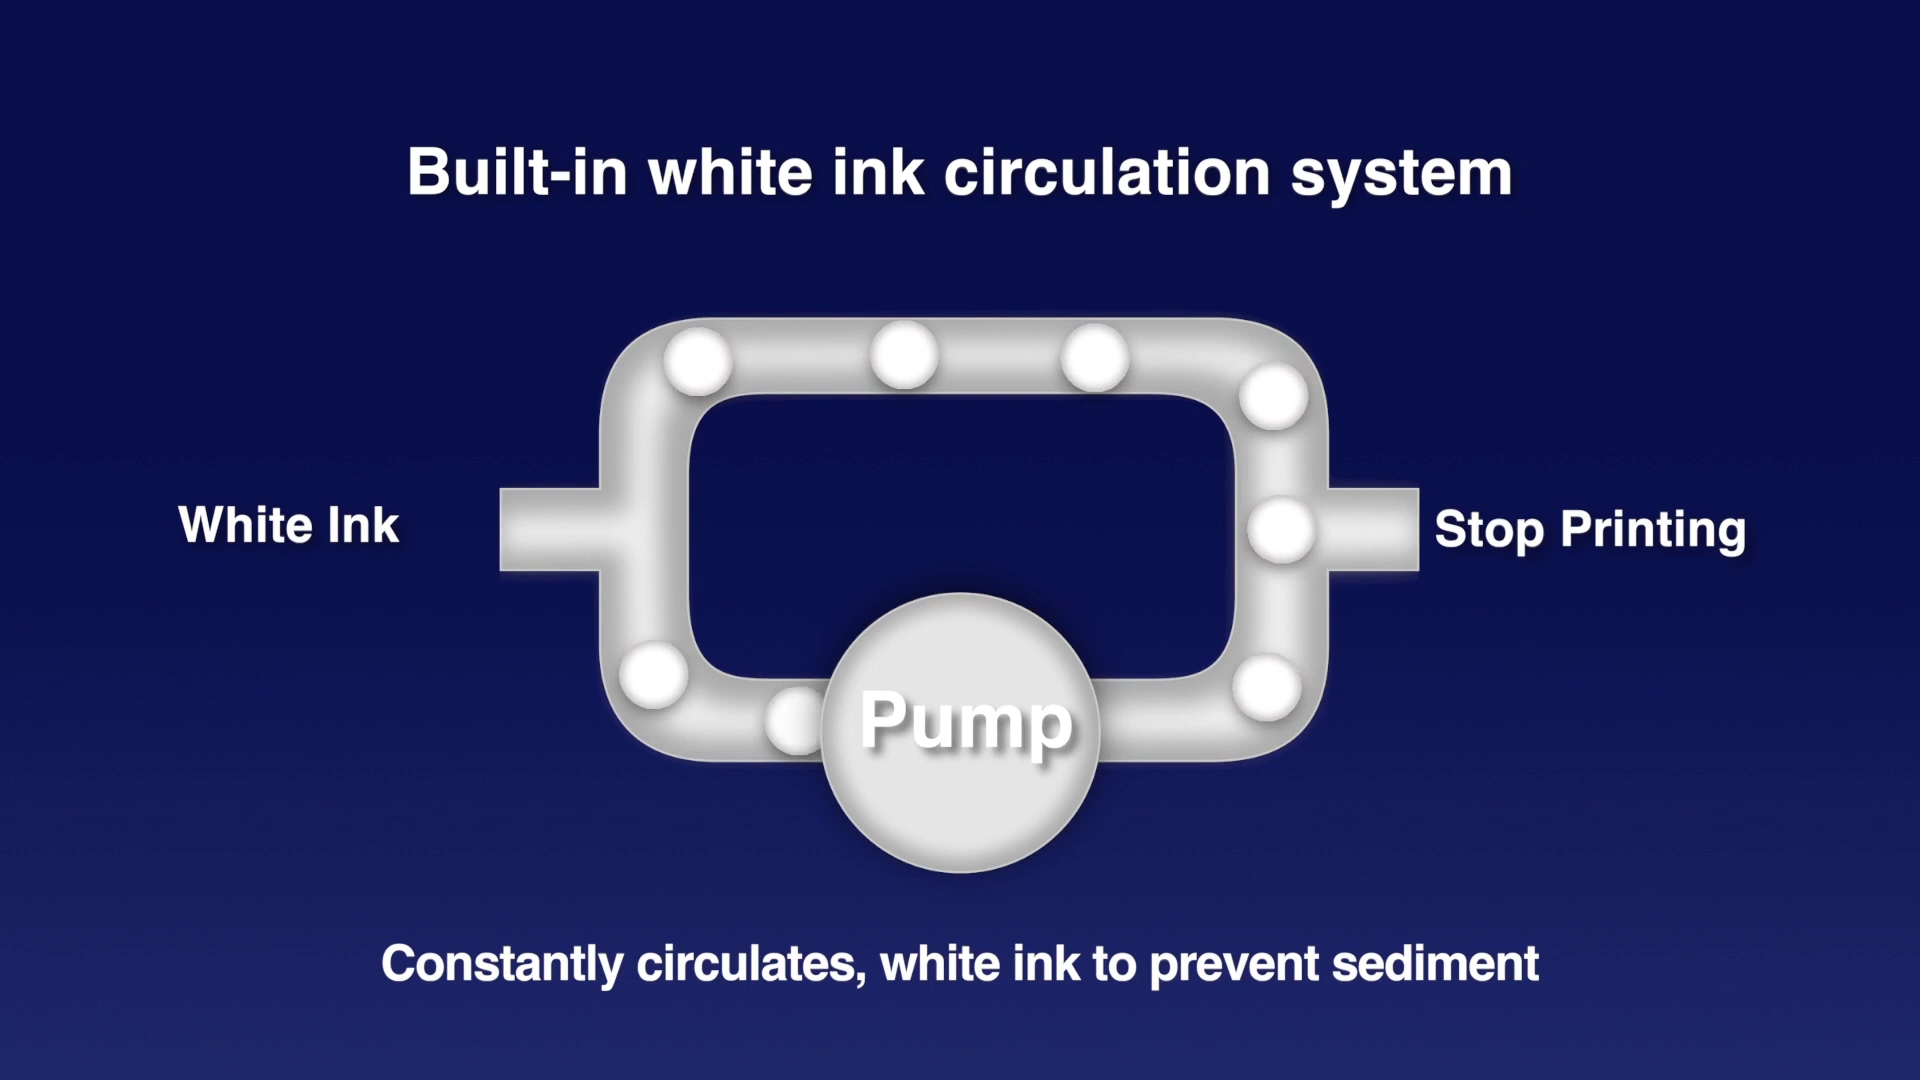 Built-in white ink circulation system
White Ink
Stop Printing
Pump
Constantly circulates, white ink to prevent sediment